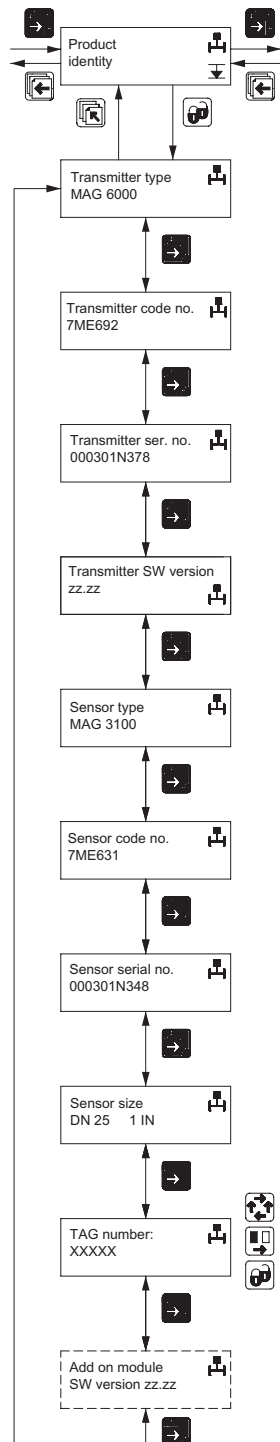 Product
identity
Transmitter type
MAG 6000
Transmitter code no.
7ME692
Transmitter ser. no.
000301N378
Transmitter SW version
zz.zz
Sensor type
MAG 3100
Sensor code no.
7ME631
Sensor serial no.
000301N348
Sensor size
DN 25 1 IN
TAG number:
XXXXX
Add on module
SW version zz.zz